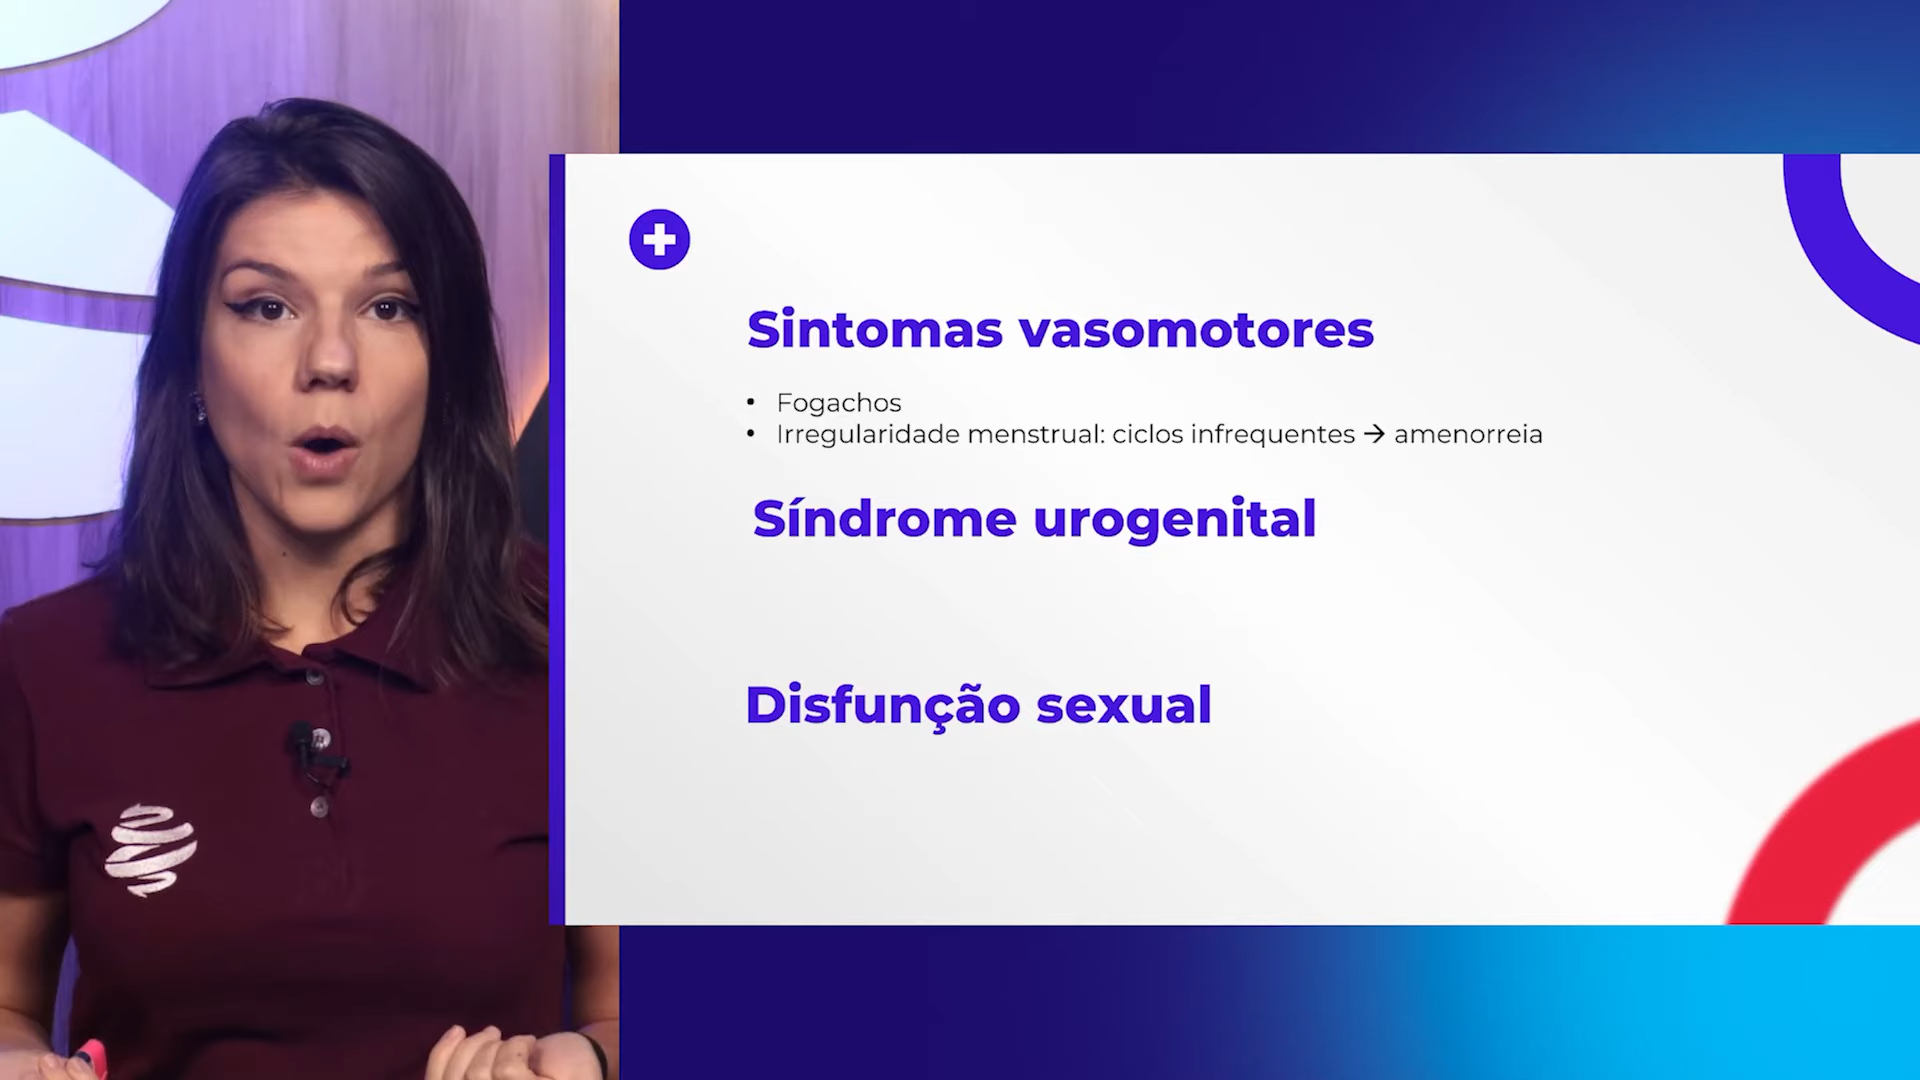 Sintomas vasomotores
• Fogachos
• Irregularidade menstrual: ciclos infrequentes → amenorreia
Síndrome urogenital
Disfunção sexual